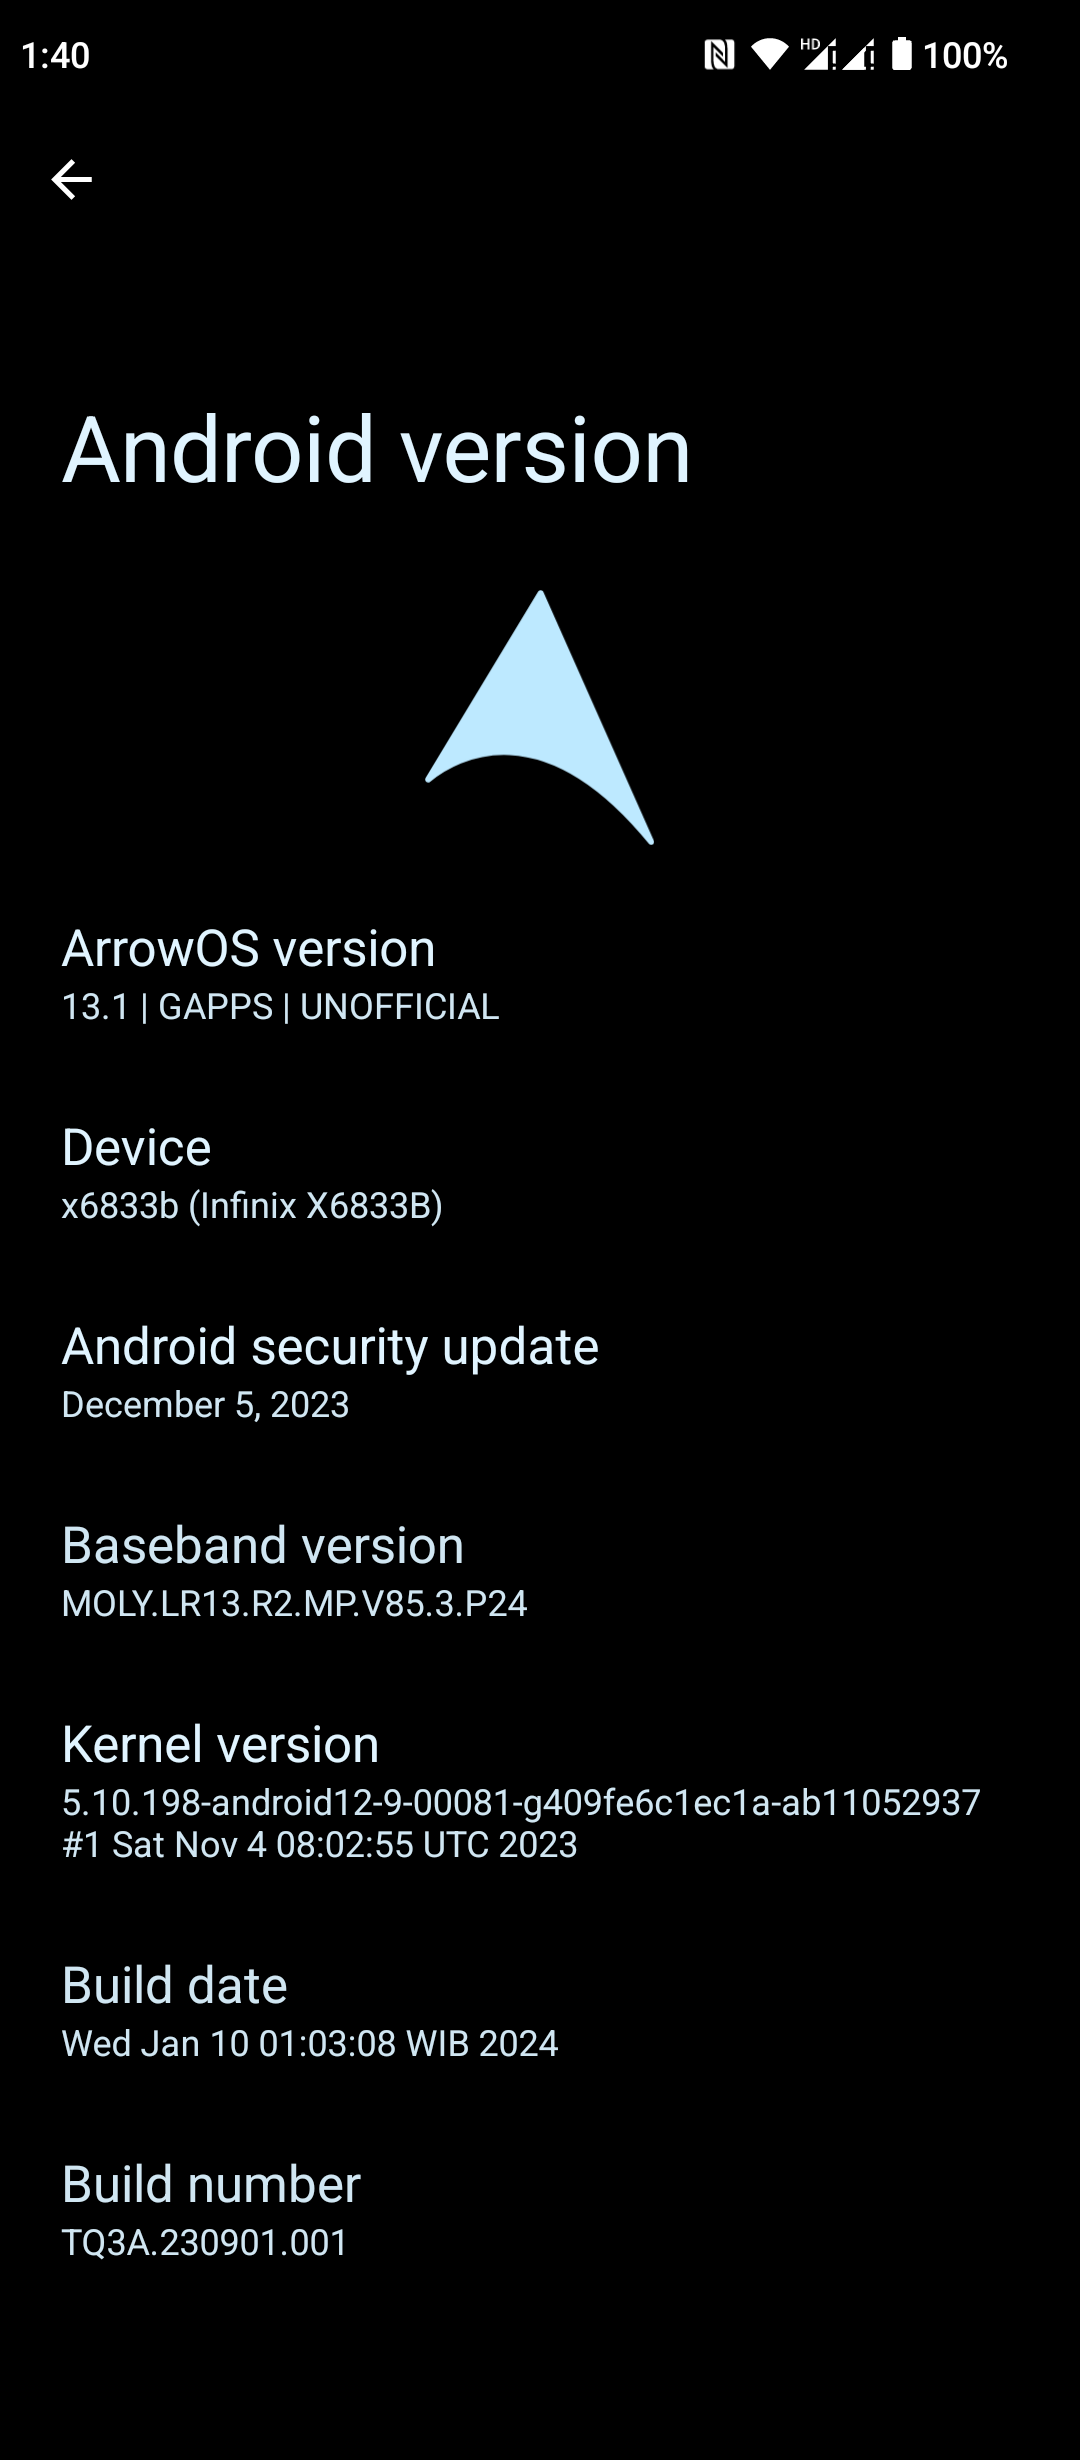 1:40
HD
100%
Android version
ArrowOS version
13.1 | GAPPS | UNOFFICIAL
Device
x6833b (Infinix X6833B)
Android security update
December 5, 2023
Baseband version
MOLY.LR13.R2.MP.V85.3.P24
Kernel version
5.10.198-android12-9-00081-g409fe6c1ec1a-ab11052937
#1 Sat Nov 4 08:02:55 UTC 2023
Build date
Wed Jan 10 01:03:08 WIB 2024
Build number
TQ3A.230901.001